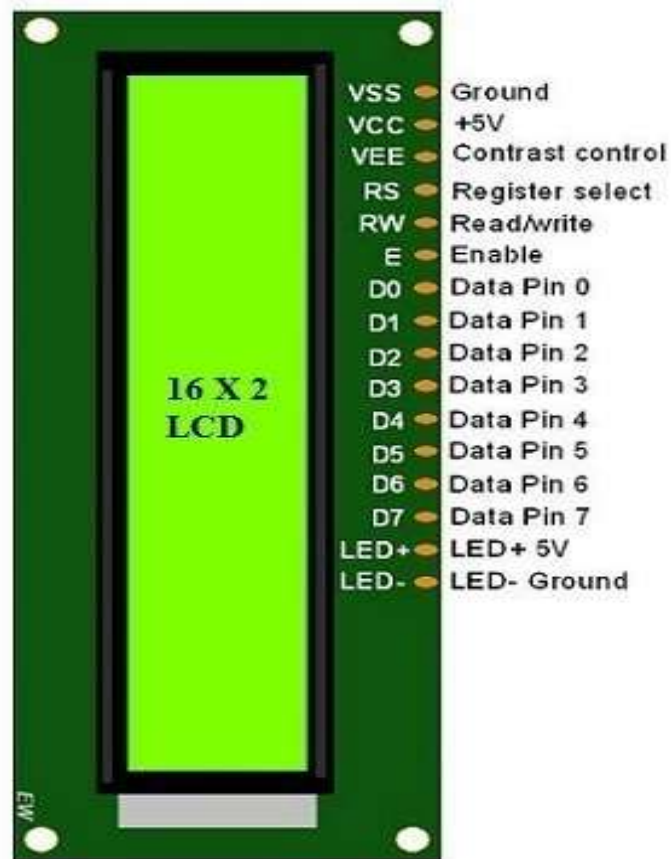 VSS Ground
VCC +5V
VEE Contrast control
RS Register select
RW Read/write
E Enable
D0 Data Pin 0
D1 Data Pin 1
D2 Data Pin 2
D3 Data Pin 3
D4 Data Pin 4
D5 Data Pin 5
D6 Data Pin 6
D7 Data Pin 7
LED+ LED+ 5V
LED- LED- Ground
16 X 2
LCD
EW